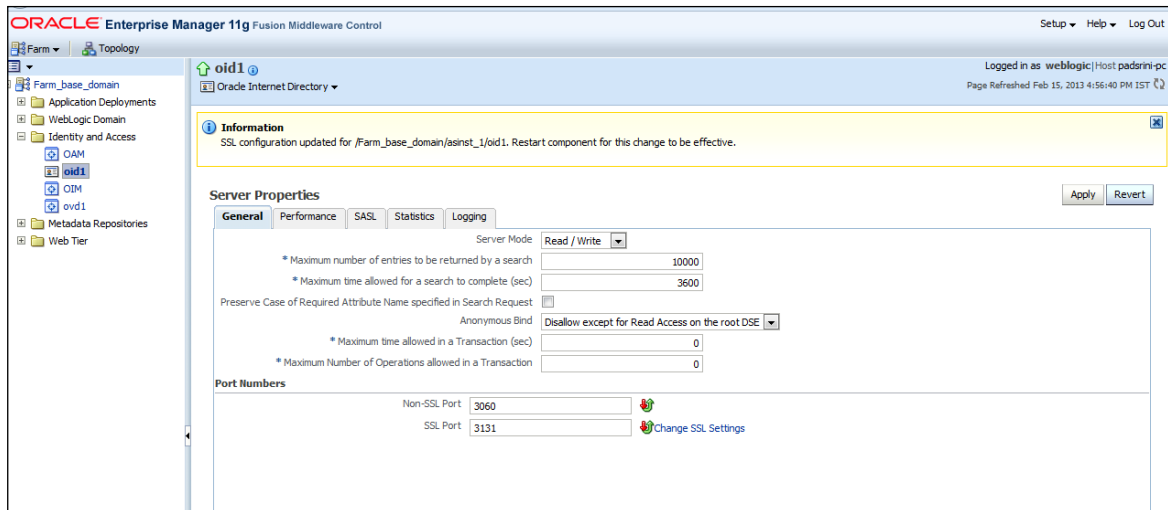 ORACLE Enterprise Manager 11g Fusion Middleware Control
Setup Help Log Out
Farm Topology
Farm_base_domain
Application Deployments
WebLogic Domain
Identity and Access
OAM
oid1
OIM
ovd1
Metadata Repositories
Web Tier
oid1
Oracle Internet Directory
Logged in as weblogic|Host padsrini-pc
Page Refreshed Feb 15, 2013 4:56:40 PM IST
Information
SSL configuration updated for /Farm_base_domain/asinst_1/oid1. Restart component for this change to be effective.
Server Properties
Apply Revert
General Performance SASL Statistics Logging
Server Mode Read / Write
* Maximum number of entries to be returned by a search 10000
* Maximum time allowed for a search to complete (sec) 3600
Preserve Case of Required Attribute Name specified in Search Request
Anonymous Bind Disallow except for Read Access on the root DSE
* Maximum time allowed in a Transaction (sec) 0
* Maximum Number of Operations allowed in a Transaction 0
Port Numbers
Non-SSL Port 3060
SSL Port 3131 Change SSL Settings